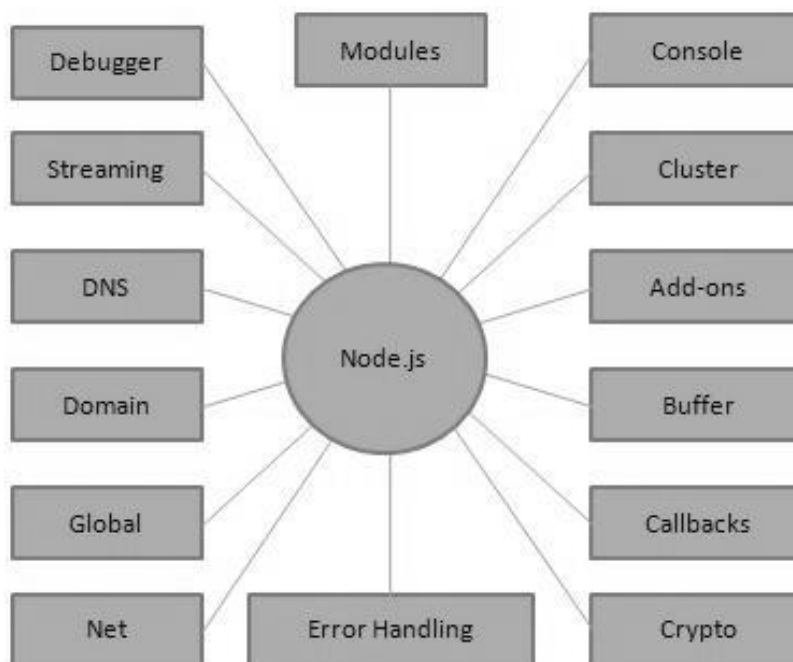 Debugger
Modules
Console
Streaming
Cluster
DNS
Add-ons
Node.js
Domain
Buffer
Global
Callbacks
Net
Error Handling
Crypto